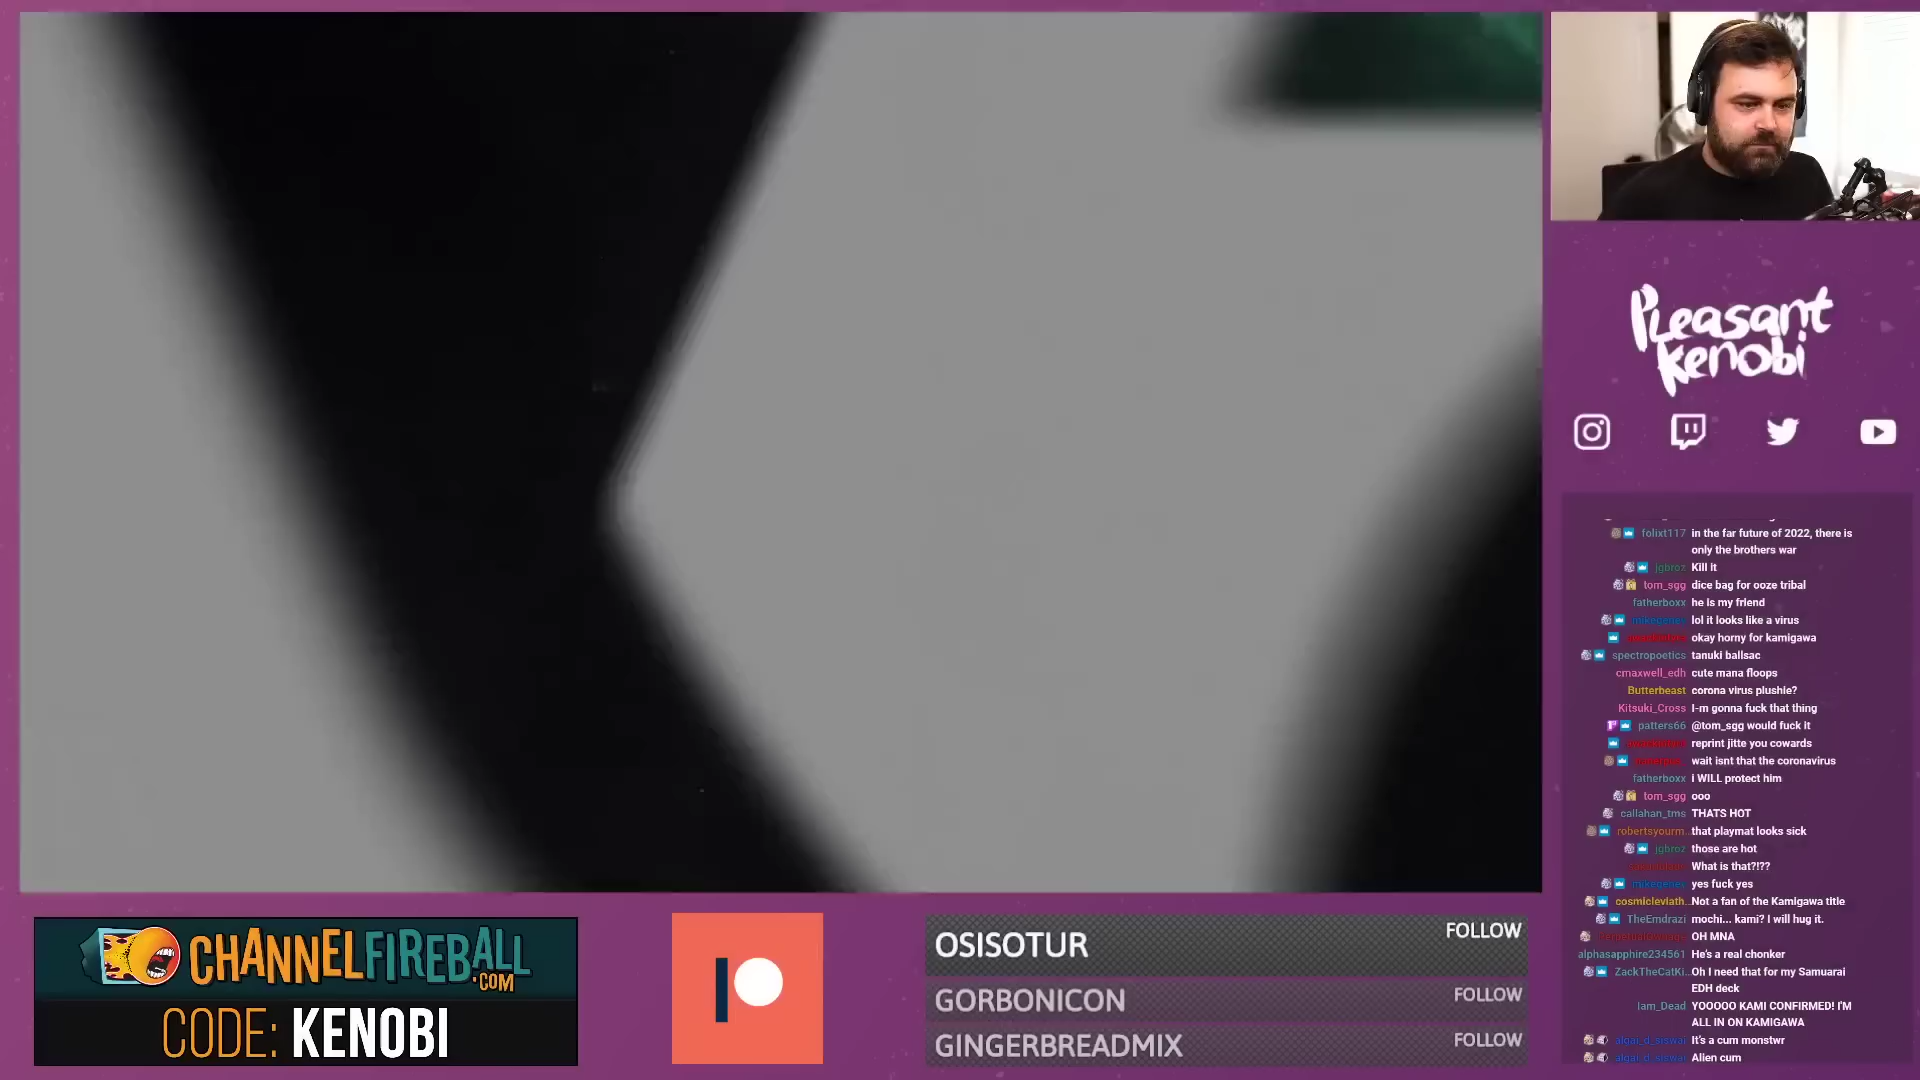 Pleasant
Kenobi
folixt117 in the far future of 2022, there is
only the brothers war
jgbroz Kill it
tom_sgg dice bag for ooze tribal
fatherboxx he is my friend
lol it looks like a virus
okay horny for kamigawa
spectropoetics tanuki ballsac
cmaxwell_edh cute mana floops
Butterbeast corona virus plushie?
Kitsuki_Cross I-m gonna fuck that thing
patters66 @tom_sgg would fuck it
reprint jitte you cowards
wait isnt that the coronavirus
fatherboxx i WILL protect him
tom_sgg ooo
callahan_tms THATS HOT
robertsyourm... that playmat looks sick
jgbroz those are hot
What is that?!??
yes fuck yes
cosmicleviath... Not a fan of the Kamigawa title
TheEmdrazi mochi... kami? I will hug it.
OH MNA
alphasapphire234561 He's a real chonker
ZackTheCatKi... Oh I need that for my Samuarai
EDH deck
Iam_Dead YOOOOO KAMI CONFIRMED! I'M
ALL IN ON KAMIGAWA
It's a cum monstwr
Alien cum
CHANNELFIREBALL
.COM
CODE: KENOBI
OSISOTUR FOLLOW
GORBONICON FOLLOW
GINGERBREADMIX FOLLOW